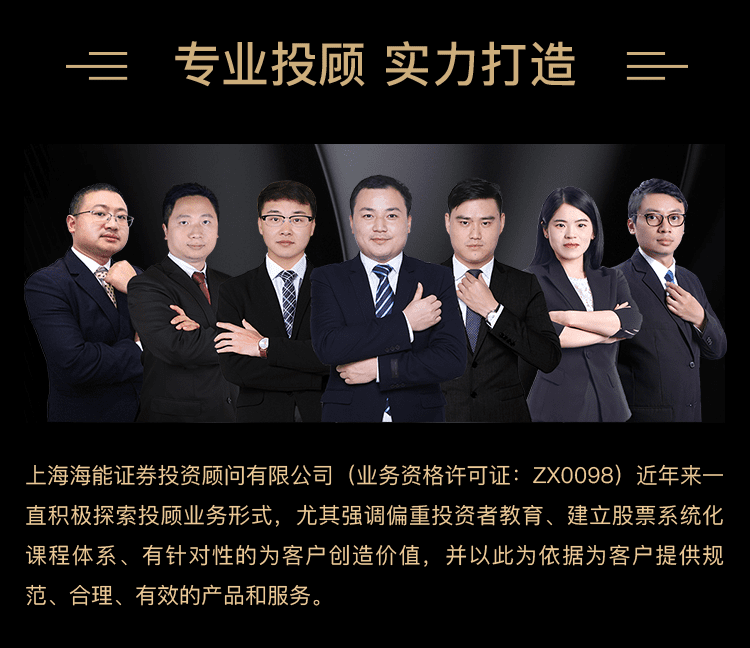 专业投顾 实力打造
上海海能证券投资顾问有限公司（业务资格许可证：ZX0098）近年来一
直积极探索投顾业务形式，尤其强调偏重投资者教育、建立股票系统化
课程体系、有针对性的为客户创造价值，并以此为依据为客户提供规
范、合理、有效的产品和服务。